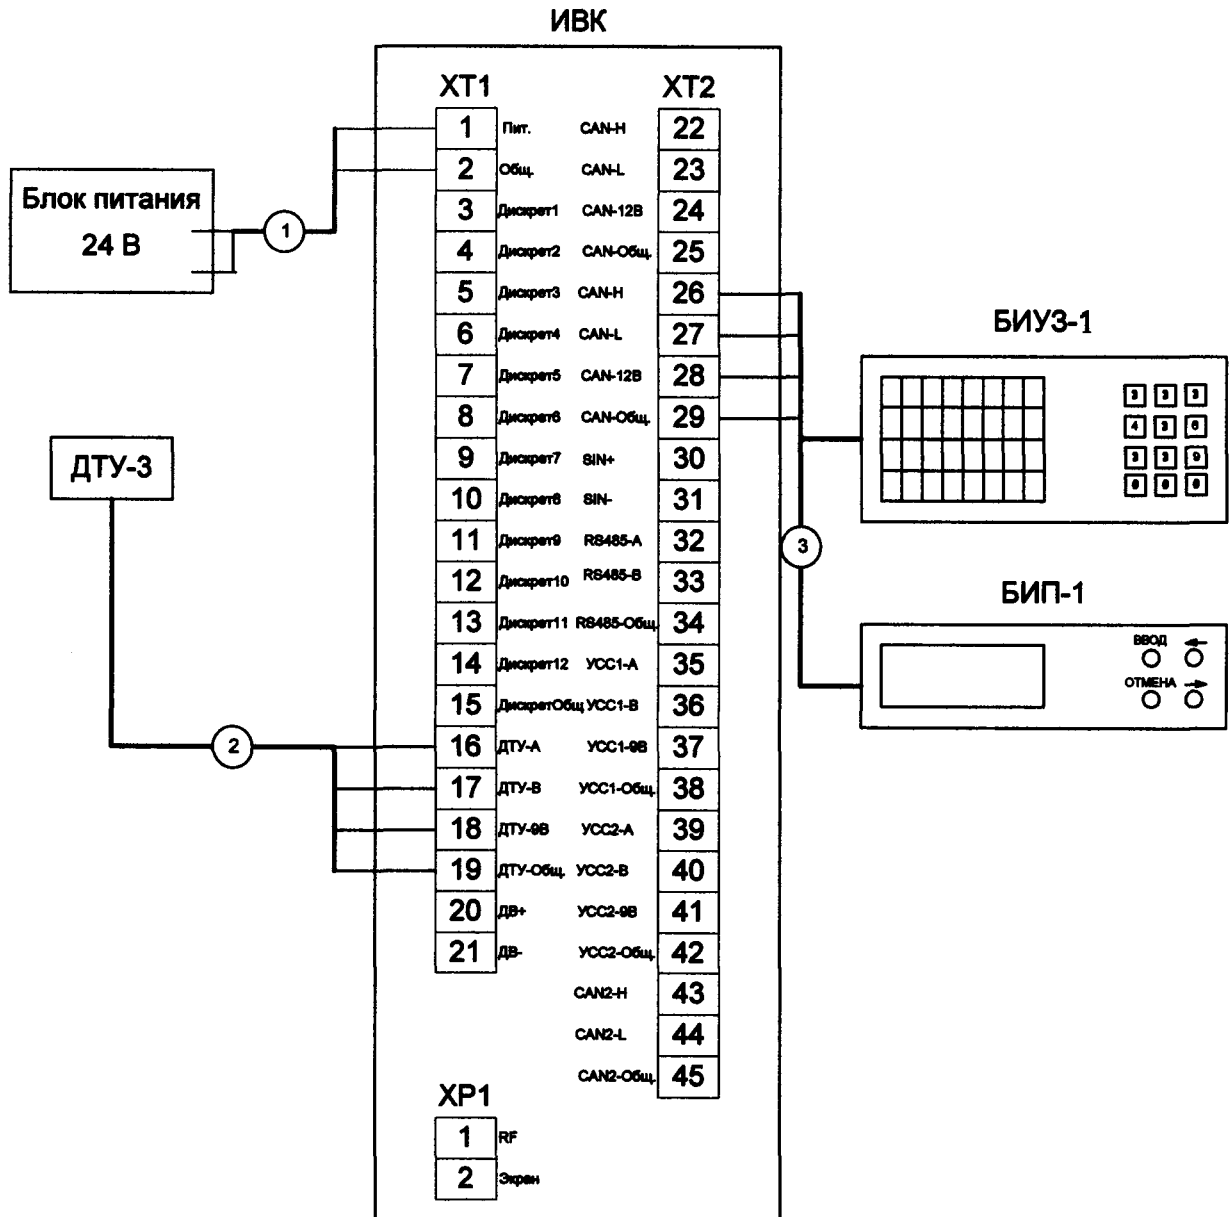 ИВК
XT1 XT2
1 Пит. CAN-H 22
2 Общ. CAN-L 23
3 Дискрет1 CAN-12В 24
4 Дискрет2 CAN-Общ. 25
5 Дискрет3 CAN-H 26
6 Дискрет4 CAN-L 27
7 Дискрет5 CAN-12В 28
8 Дискрет6 CAN-Общ. 29
9 Дискрет7 SIN+ 30
10 Дискрет8 SIN- 31
11 Дискрет9 RS485-A 32
12 Дискрет10 RS485-B 33
13 Дискрет11 RS485-Общ. 34
14 Дискрет12 УСС1-A 35
15 ДискретОбщ УСС1-B 36
16 ДТУ-А УСС1-9В 37
17 ДТУ-В УСС1-Общ. 38
18 ДТУ-9В УСС2-A 39
19 ДТУ-Общ. УСС2-B 40
20 ДВ+ УСС2-9В 41
21 ДВ- УСС2-Общ. 42
CAN2-H 43
CAN2-L 44
CAN2-Общ. 45
XP1
1 RF
2 Экран
Блок питания
24 В
1
ДТУ-3
2
3
БИУЗ-1
БИП-1
ВВОД ←
ОТМЕНА →